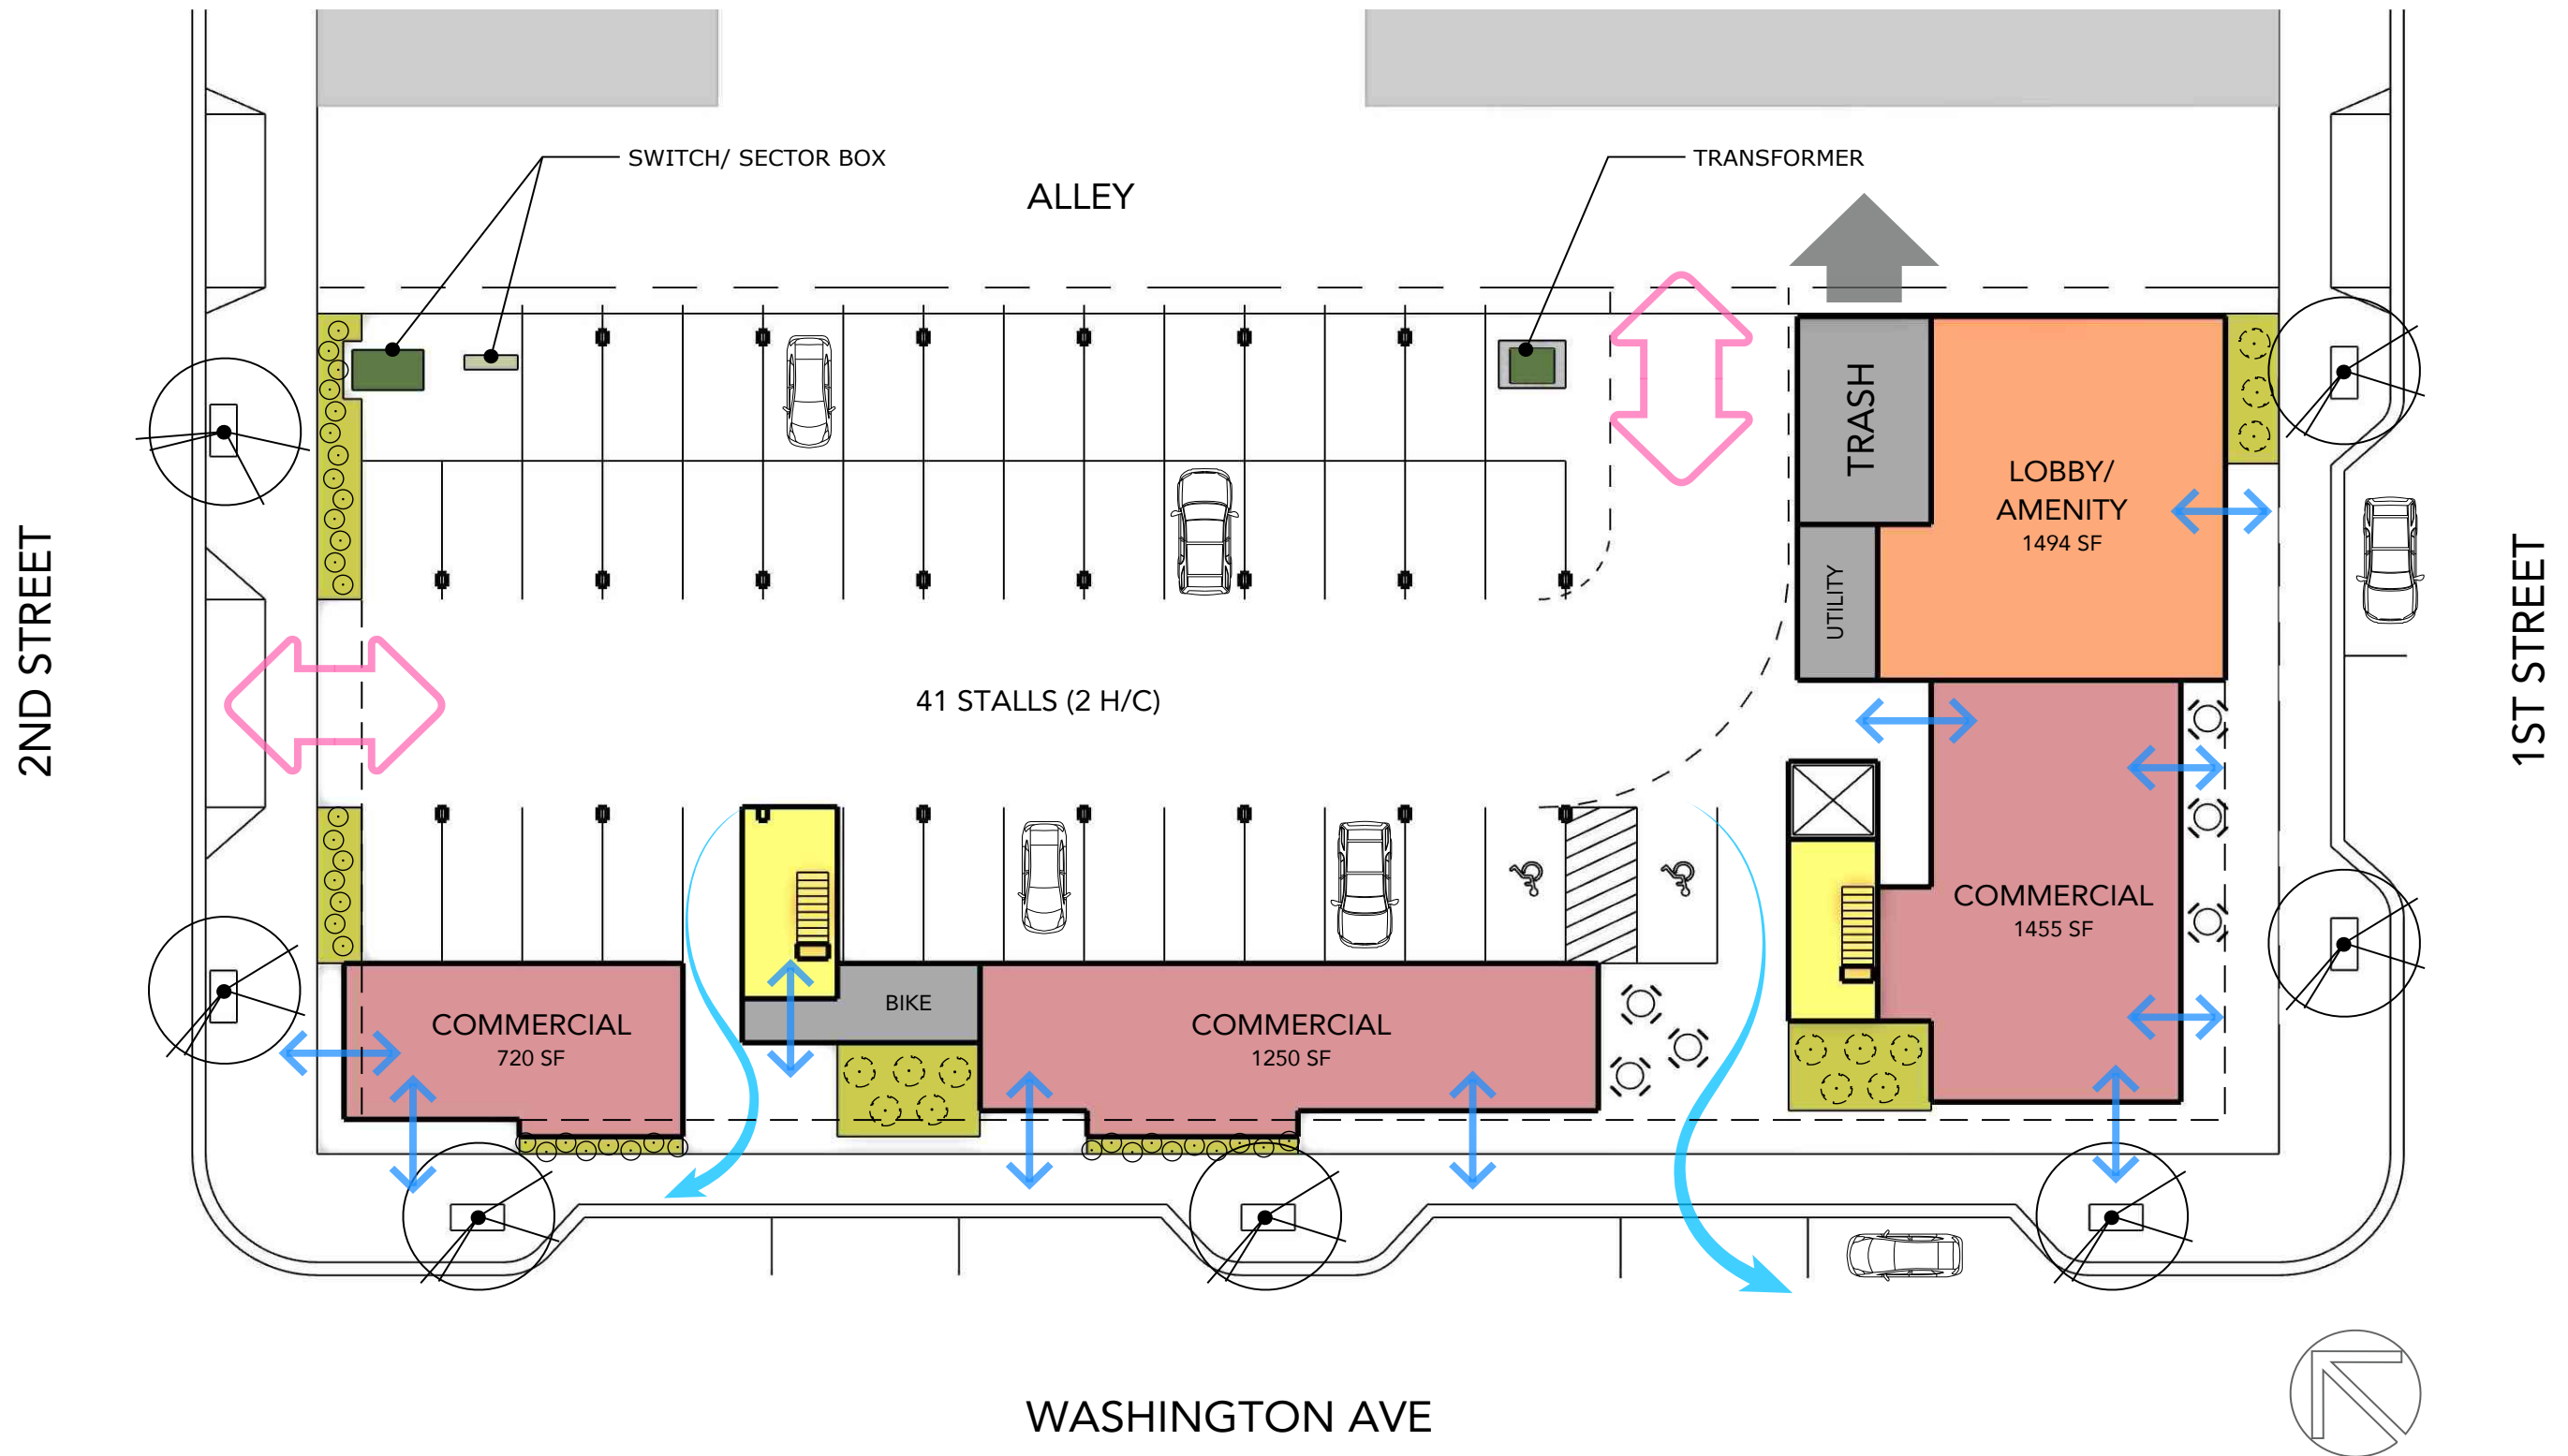 SWITCH/ SECTOR BOX
TRANSFORMER
ALLEY
TRASH
LOBBY/
AMENITY
1494 SF
UTILITY
2ND STREET
1ST STREET
41 STALLS (2 H/C)
COMMERCIAL
1455 SF
BIKE
COMMERCIAL
720 SF
COMMERCIAL
1250 SF
WASHINGTON AVE